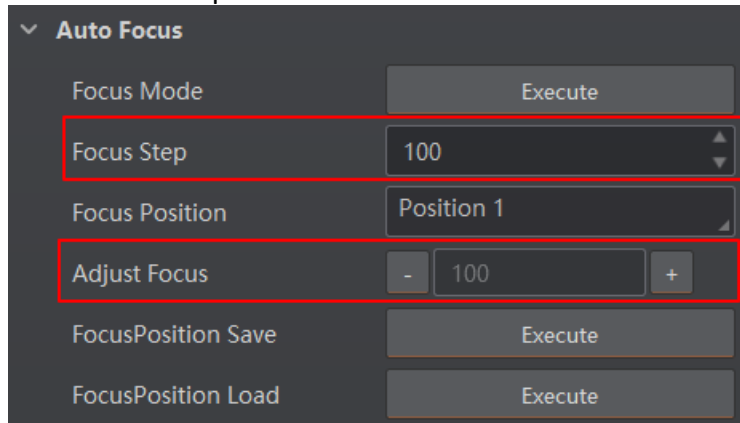 Auto Focus
Focus Mode Execute
Focus Step 100
Focus Position Position 1
Adjust Focus - 100 +
FocusPosition Save Execute
FocusPosition Load Execute